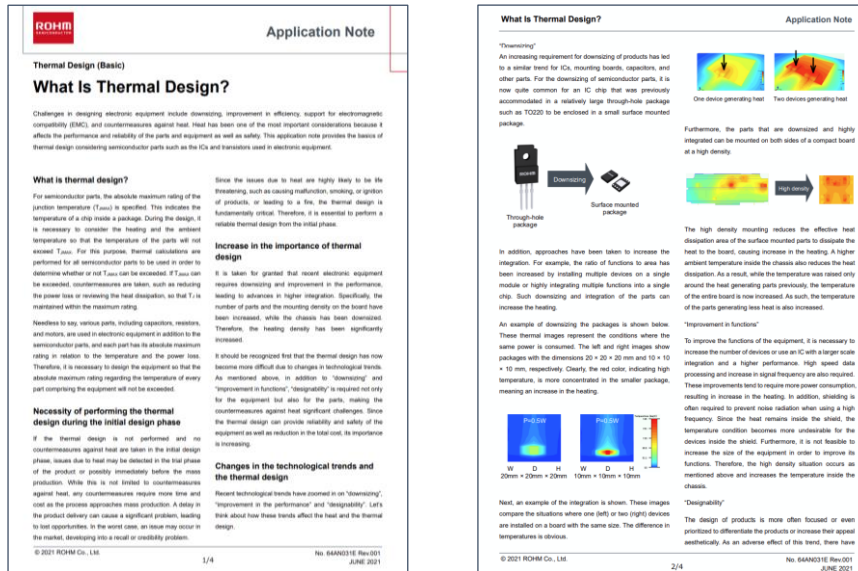 ROHM
SEMICONDUCTOR
Application Note
Thermal Design (Basic)
What Is Thermal Design?
Challenges in designing electronic equipment include downsizing, improvement in efficiency, support for electromagnetic
compatibility (EMC), and countermeasures against heat. Heat has been one of the most important considerations because it
affects the performance and reliability of the parts and equipment as well as safety. This application note provides the basics of
thermal design considering semiconductor parts such as the ICs and transistors used in electronic equipment.
What is thermal design?
For semiconductor parts, the absolute maximum rating of the
junction temperature (TJMAX) is specified. This indicates the
temperature of a chip inside a package. During the design, it
is necessary to consider the heating and the ambient
temperature so that the temperature of the parts will not
exceed TJMAX. For this purpose, thermal calculations are
performed for all semiconductor parts to be used in order to
determine whether or not TJMAX can be exceeded. If TJMAX can
be exceeded, countermeasures are taken, such as reducing
the power loss or reviewing the heat dissipation, so that TJ is
maintained within the maximum rating.
Needless to say, various parts, including capacitors, resistors,
and motors, are used in electronic equipment in addition to the
semiconductor parts, and each part has its absolute maximum
rating in relation to the temperature and the power loss.
Therefore, it is necessary to design the equipment so that the
absolute maximum rating regarding the temperature of every
part comprising the equipment will not be exceeded.
Necessity of performing the thermal
design during the initial design phase
If the thermal design is not performed and no
countermeasures against heat are taken in the initial design
phase, issues due to heat may be detected in the trial phase
of the product or possibly immediately before the mass
production. While this is not limited to countermeasures
against heat, any countermeasures require more time and
cost as the process approaches mass production. A delay in
the product delivery can cause a significant problem, leading
to lost opportunities. In the worst case, an issue may occur in
the market, developing into a recall or credibility problem.
Since the issues due to heat are highly likely to be life
threatening, such as causing malfunction, smoking, or ignition
of products, or leading to a fire, the thermal design is
fundamentally critical. Therefore, it is essential to perform a
reliable thermal design from the initial phase.
Increase in the importance of thermal
design
It is taken for granted that recent electronic equipment
requires downsizing and improvement in the performance,
leading to advances in higher integration. Specifically, the
number of parts and the mounting density on the board have
been increased, while the chassis has been downsized.
Therefore, the heating density has been significantly
increased.
It should be recognized first that the thermal design has now
become more difficult due to changes in technological trends.
As mentioned above, in addition to "downsizing" and
"improvement in functions", "designability" is required not only
for the equipment but also for the parts, making the
countermeasures against heat significant challenges. Since
the thermal design can provide reliability and safety of the
equipment as well as reduction in the total cost, its importance
is increasing.
Changes in the technological trends and
the thermal design
Recent technological trends have zoomed in on "downsizing",
"improvement in the performance" and "designability". Let's
think about how these trends affect the heat and the thermal
design.
© 2021 ROHM Co., Ltd.
1/4
No. 64AN031E Rev.001
JUNE 2021
What Is Thermal Design?
Application Note
"Downsizing"
An increasing requirement for downsizing of products has led
to a similar trend for ICs, mounting boards, capacitors, and
other parts. For the downsizing of semiconductor parts, it is
now quite common for an IC chip that was previously
accommodated in a relatively large through-hole package
such as TO220 to be enclosed in a small surface mounted
package.
ROHM
Downsizing
Through-hole
package
Surface mounted
package
In addition, approaches have been taken to increase the
integration. For example, the ratio of functions to area has
been increased by installing multiple devices on a single
module or highly integrating multiple functions into a single
chip. Such downsizing and integration of the parts can
increase the heating.
An example of downsizing the packages is shown below.
These thermal images represent the conditions where the
same power is consumed. The left and right images show
packages with the dimensions 20 × 20 × 20 mm and 10 × 10
× 10 mm, respectively. Clearly, the red color, indicating high
temperature, is more concentrated in the smaller package,
meaning an increase in the heating.
P=0.5W
P=0.5W
W D H
20mm × 20mm × 20mm
W D H
10mm × 10mm × 10mm
Next, an example of the integration is shown. These images
compare the situations where one (left) or two (right) devices
are installed on a board with the same size. The difference in
temperatures is obvious.
One device generating heat
Two devices generating heat
Furthermore, the parts that are downsized and highly
integrated can be mounted on both sides of a compact board
at a high density.
High density
The high density mounting reduces the effective heat
dissipation area of the surface mounted parts to dissipate the
heat to the board, causing increase in the heating. A higher
ambient temperature inside the chassis also reduces the heat
dissipation. As a result, while the temperature was raised only
around the heat generating parts previously, the temperature
of the entire board is now increased. As such, the temperature
of the parts generating less heat is also increased.
"Improvement in functions"
To improve the functions of the equipment, it is necessary to
increase the number of devices or use an IC with a larger scale
integration and a higher performance. High speed data
processing and increase in signal frequency are also required.
These improvements tend to require more power consumption,
resulting in increase in the heating. In addition, shielding is
often required to prevent noise radiation when using a high
frequency. Since the heat remains inside the shield, the
temperature condition becomes more undesirable for the
devices inside the shield. Furthermore, it is not feasible to
increase the size of the equipment in order to improve its
functions. Therefore, the high density situation occurs as
mentioned above and increases the temperature inside the
chassis.
"Designability"
The design of products is more often focused or even
prioritized to differentiate the products or increase their appeal
aesthetically. As an adverse effect of this trend, there have
© 2021 ROHM Co., Ltd.
2/4
No. 64AN031E Rev.001
JUNE 2021